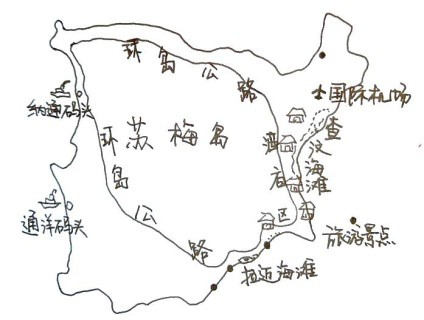 环岛公路
国际机场
纳通码头
环岛公路
苏梅岛
酒店区
查汶海滩
通洋码头
旅游景点
拉迈海滩